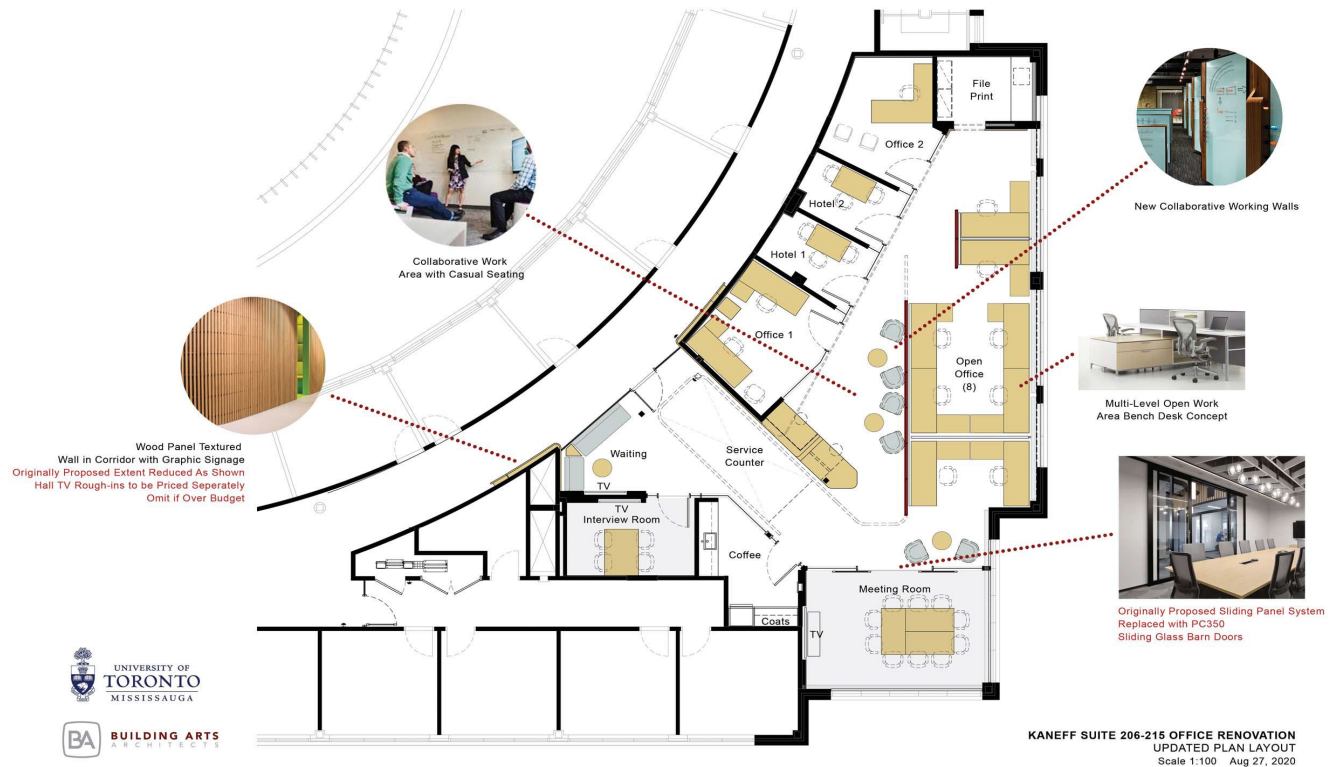 File
Print
Office 2
New Collaborative Working Walls
Hotel 2
Collaborative Work
Area with Casual Seating
Hotel 1
Office 1
Open
Office
(8)
Multi-Level Open Work
Area Bench Desk Concept
Wood Panel Textured
Wall in Corridor with Graphic Signage
Originally Proposed Extent Reduced As Shown
Hall TV Rough-ins to be Priced Seperately
Omit if Over Budget
Waiting
TV
Service
Counter
TV
Interview Room
Coffee
Meeting Room
Coats
TV
Originally Proposed Sliding Panel System
Replaced with PC350
Sliding Glass Barn Doors
UNIVERSITY OF
TORONTO
MISSISSAUGA
BA
BUILDING ARTS
ARCHITECTS
KANEFF SUITE 206-215 OFFICE RENOVATION
UPDATED PLAN LAYOUT
Scale 1:100 Aug 27, 2020